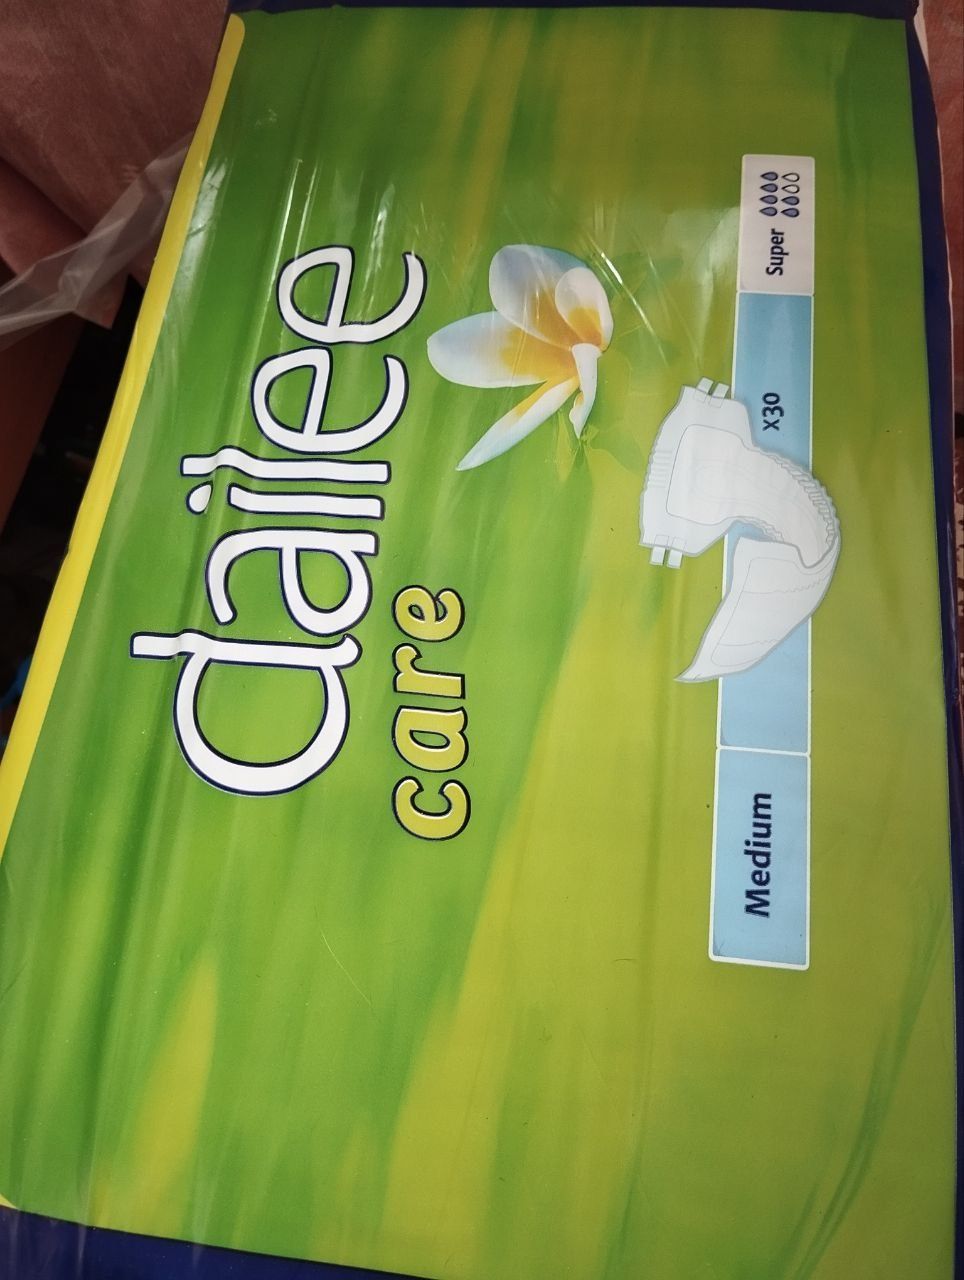 dailee
care
Medium
x30
Super